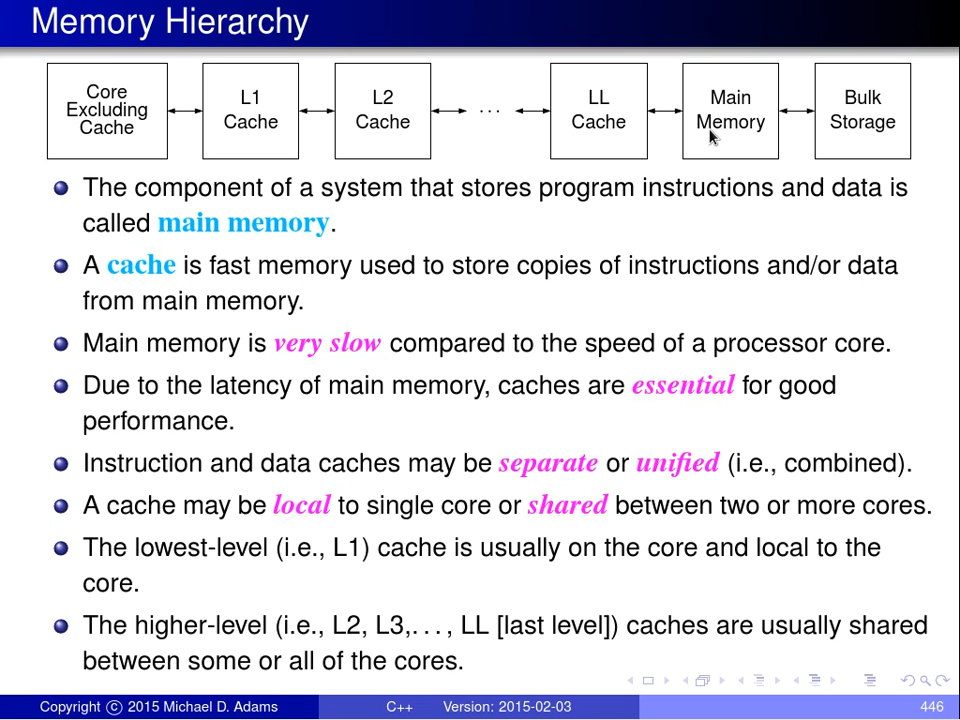 Memory Hierarchy
Core
Excluding
Cache
L1
Cache
L2
Cache
...
LL
Cache
Main
Memory
Bulk
Storage
The component of a system that stores program instructions and data is
called main memory.
A cache is fast memory used to store copies of instructions and/or data
from main memory.
Main memory is very slow compared to the speed of a processor core.
Due to the latency of main memory, caches are essential for good
performance.
Instruction and data caches may be separate or unified (i.e., combined).
A cache may be local to single core or shared between two or more cores.
The lowest-level (i.e., L1) cache is usually on the core and local to the
core.
The higher-level (i.e., L2, L3,..., LL [last level]) caches are usually shared
between some or all of the cores.
Copyright © 2015 Michael D. Adams
C++
Version: 2015-02-03
446